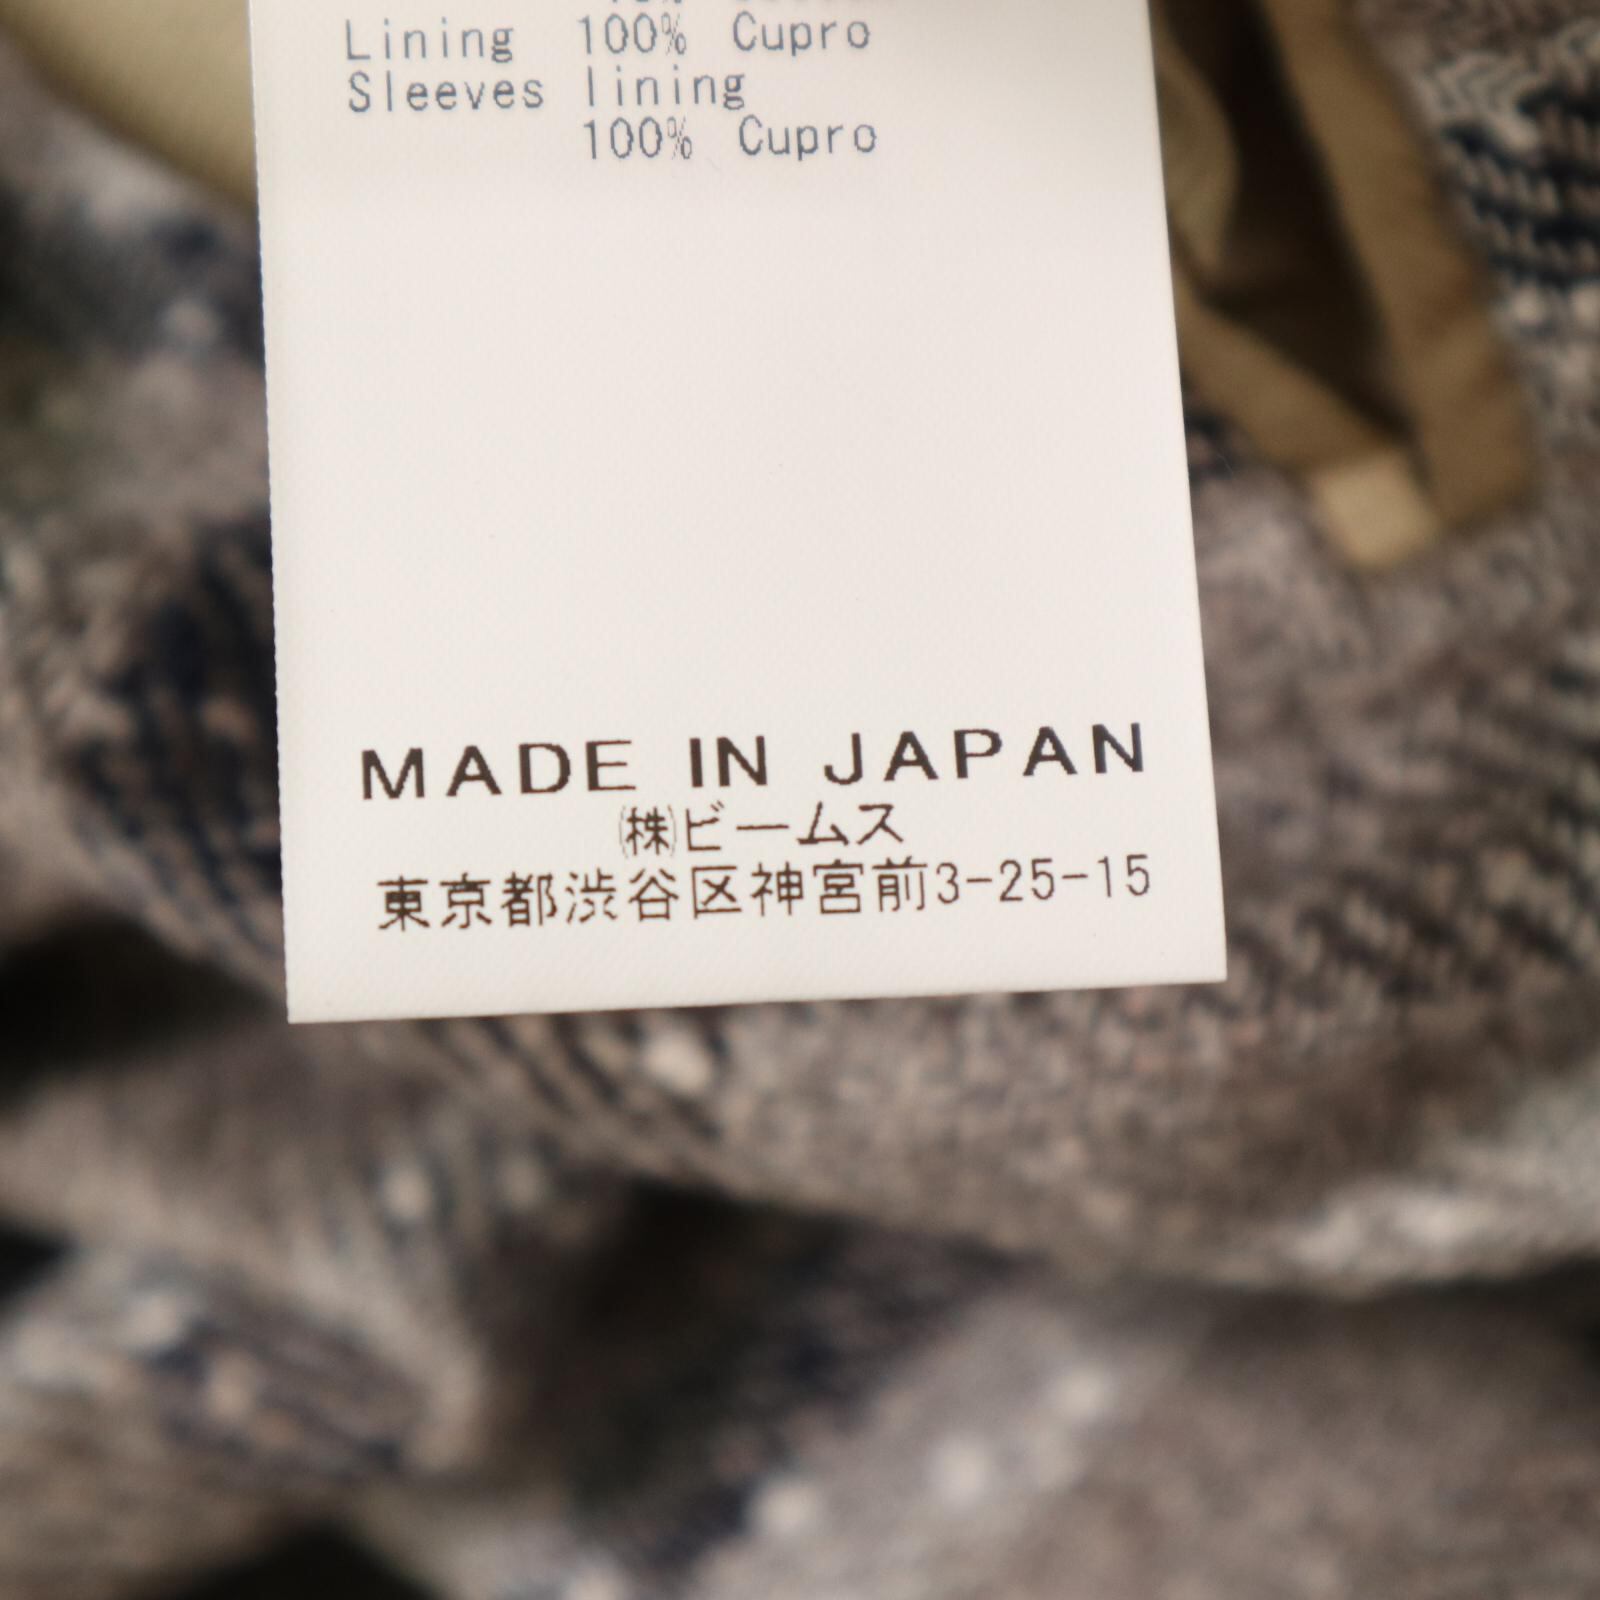 Lining 100% Cupro
Sleeves lining
100% Cupro
MADE IN JAPAN
㈱ビームス
東京都渋谷区神宮前3-25-15